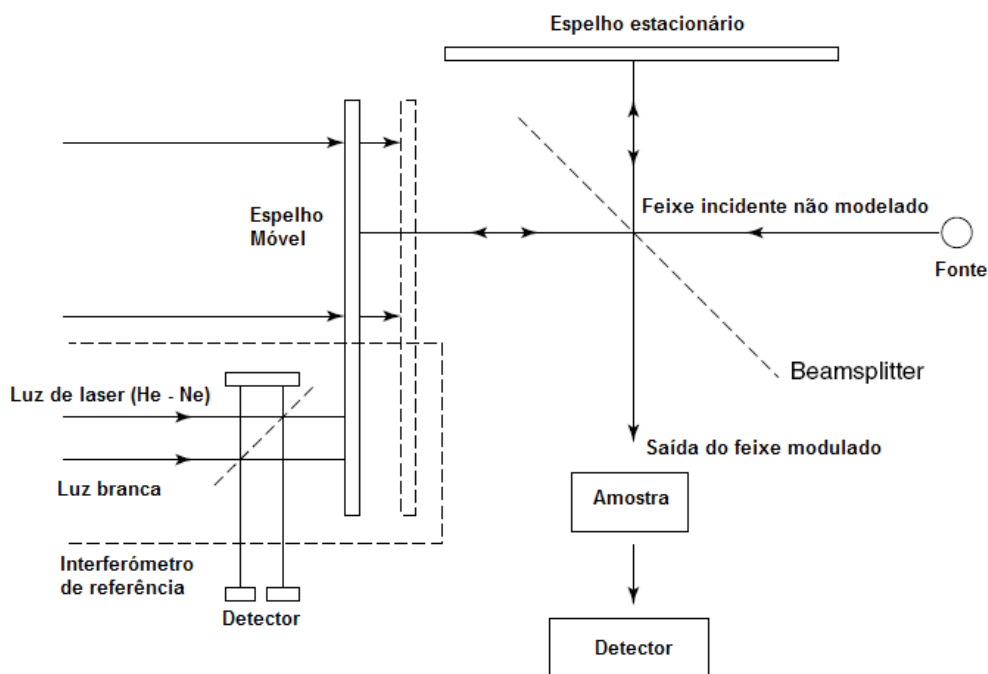 Espelho estacionário
Espelho
Móvel
Feixe incidente não modelado
Fonte
Beamsplitter
Luz de laser (He - Ne)
Luz branca
Saída do feixe modulado
Amostra
Interferómetro
de referência
Detector
Detector